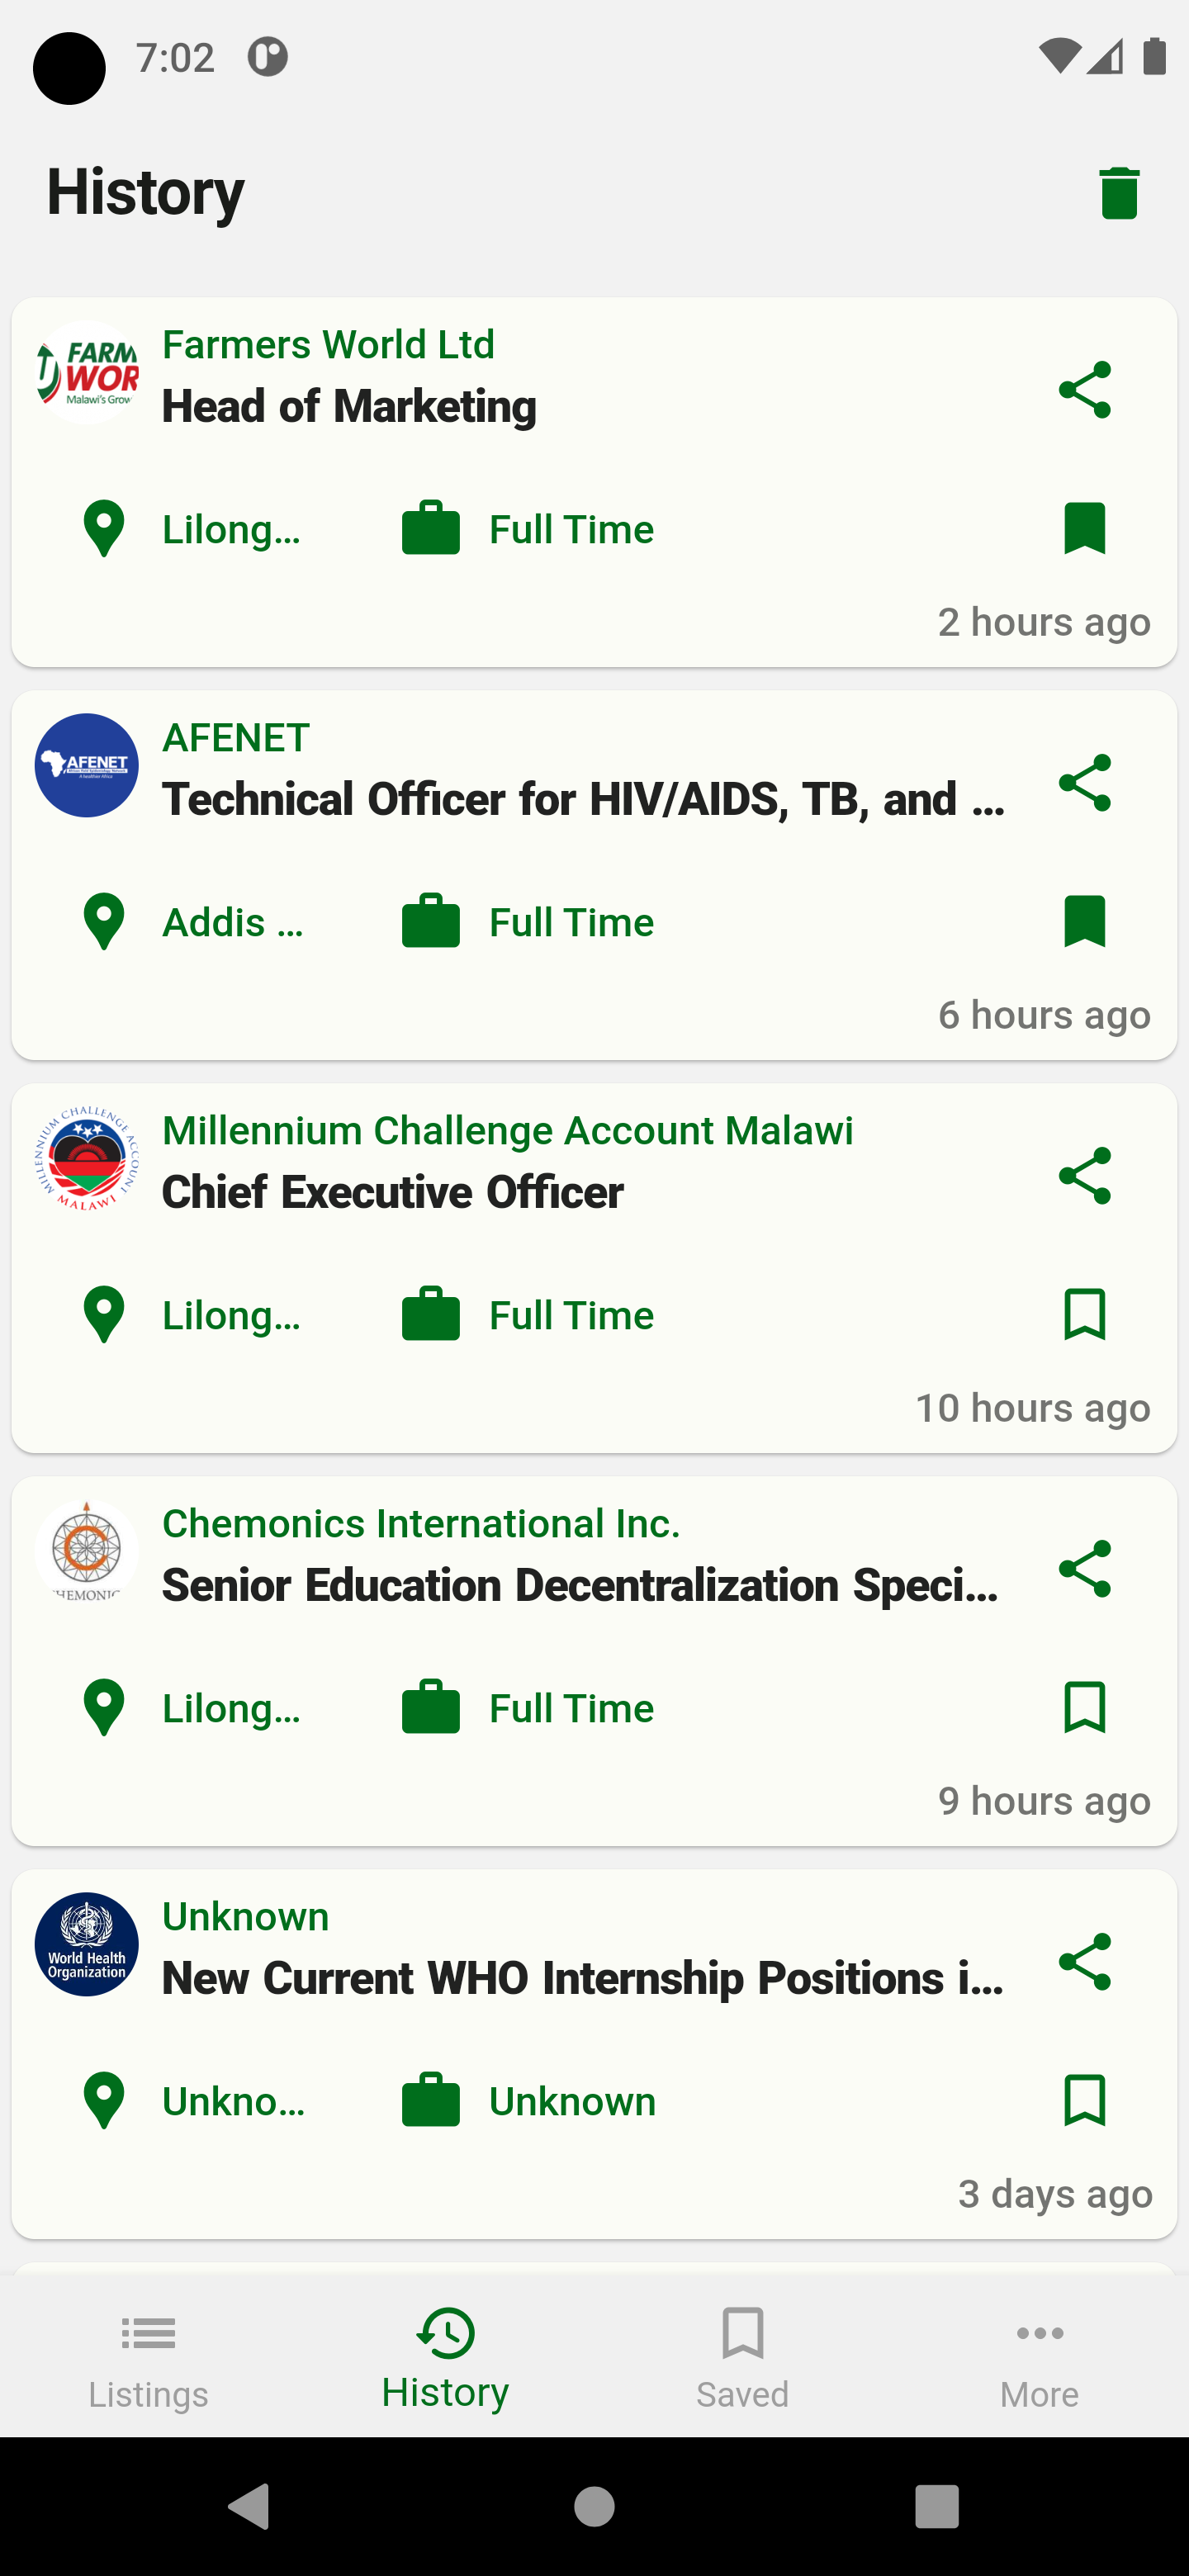 7:02
History
FARM
WOR
Malawi's Grow
Farmers World Ltd
Head of Marketing
Lilong...
Full Time
2 hours ago
AFENET
AFENET
Technical Officer for HIV/AIDS, TB, and ...
Addis ...
Full Time
6 hours ago
MILLENNIUM CHALLENGE ACCOUNT
MALAWI
Millennium Challenge Account Malawi
Chief Executive Officer
Lilong...
Full Time
10 hours ago
HEMONIC
Chemonics International Inc.
Senior Education Decentralization Speci...
Lilong...
Full Time
9 hours ago
World Health
Organization
Unknown
New Current WHO Internship Positions i...
Unkno...
Unknown
3 days ago
Listings
History
Saved
More